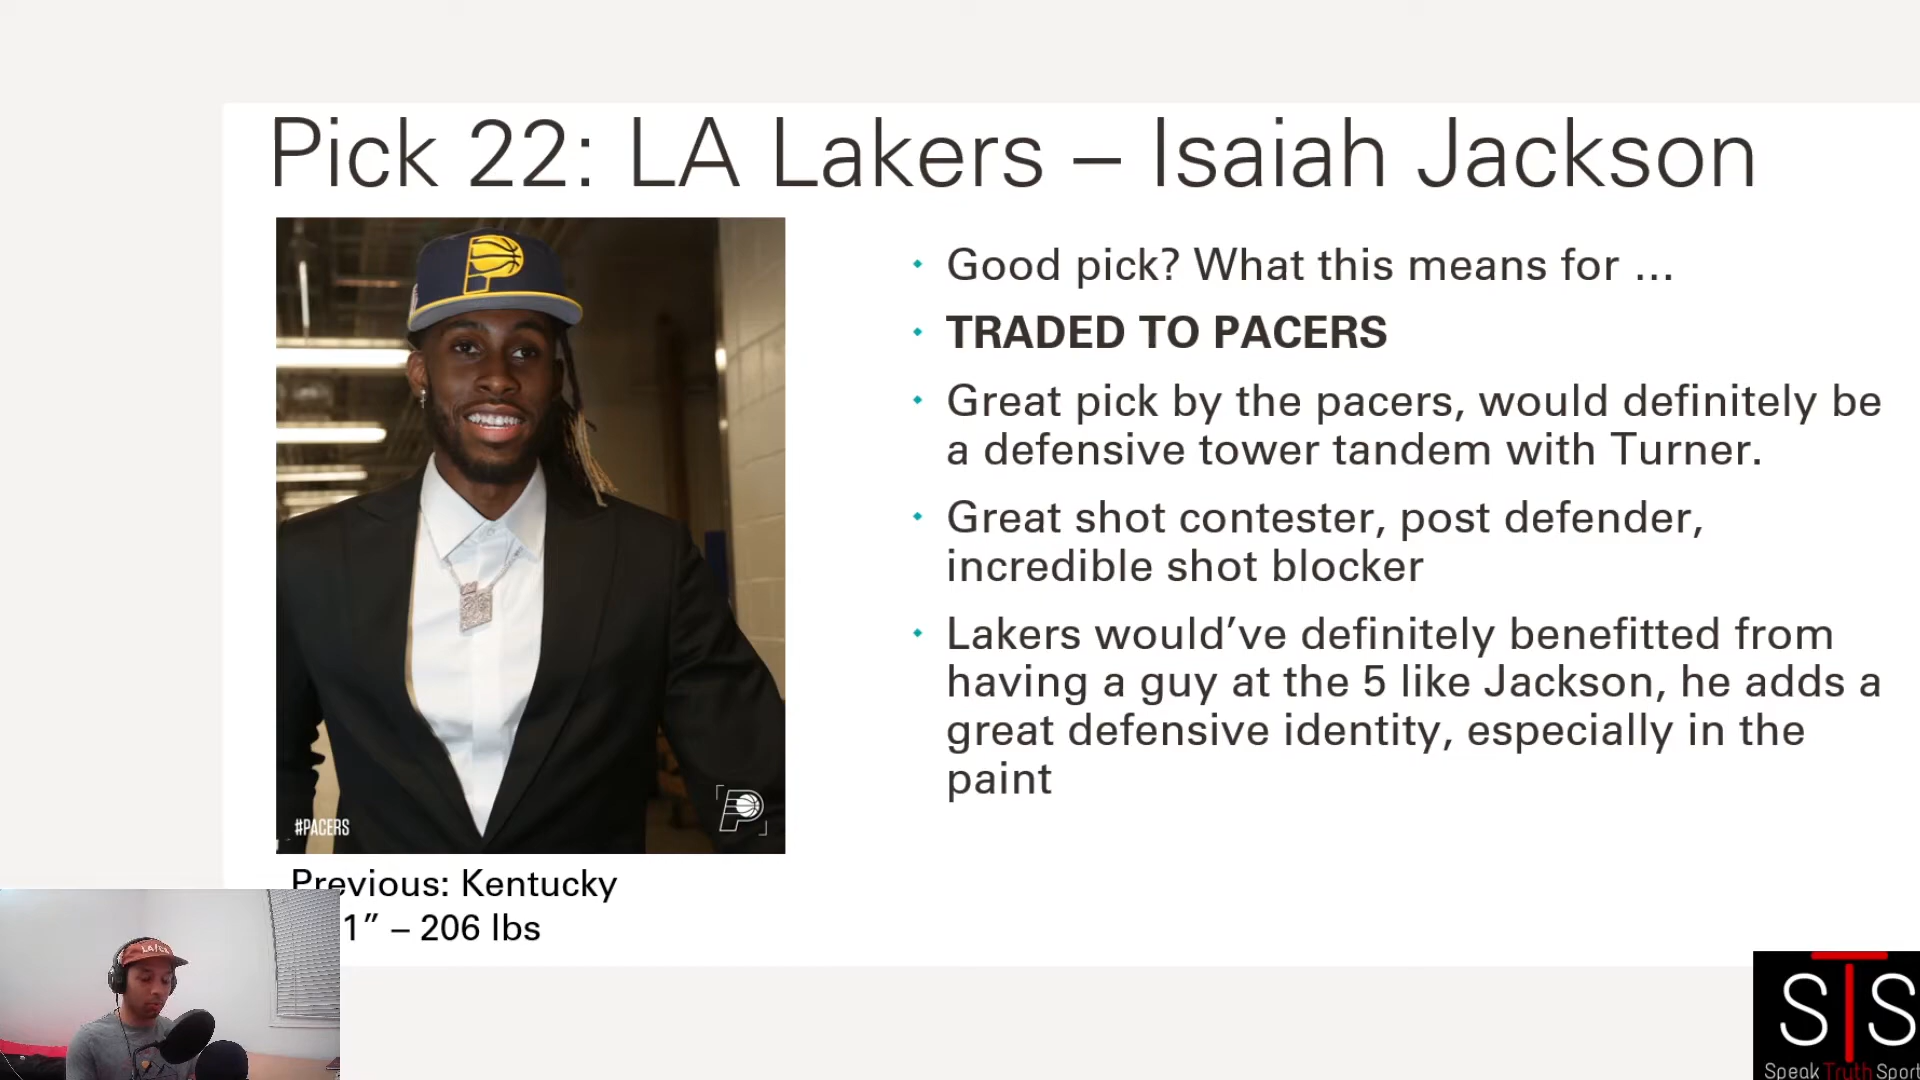 Pick 22: LA Lakers – Isaiah Jackson
• Good pick? What this means for ...
• TRADED TO PACERS
• Great pick by the pacers, would definitely be
a defensive tower tandem with Turner.
• Great shot contester, post defender,
incredible shot blocker
• Lakers would’ve definitely benefitted from
having a guy at the 5 like Jackson, he adds a
great defensive identity, especially in the
paint
#PACERS
Previous: Kentucky
1” – 206 lbs
STS
Speak Truth Sport